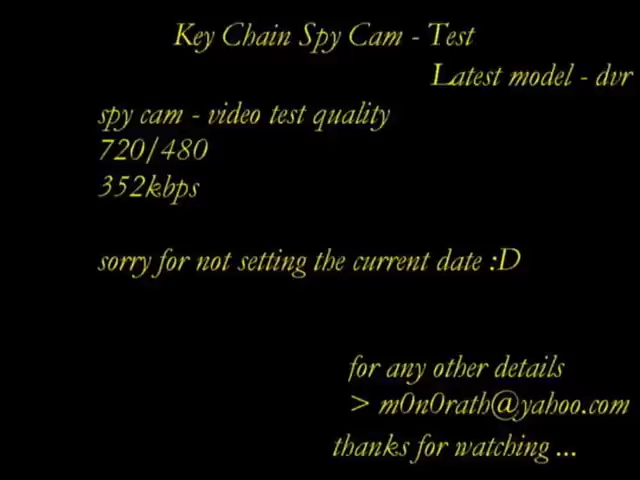 Key Chain Spy Cam - Test
Latest model - dvr
spy cam - video test quality
720/480
352kbps
sorry for not setting the current date :D
for any other details
> m0n0rath@yahoo.com
thanks for watching ...